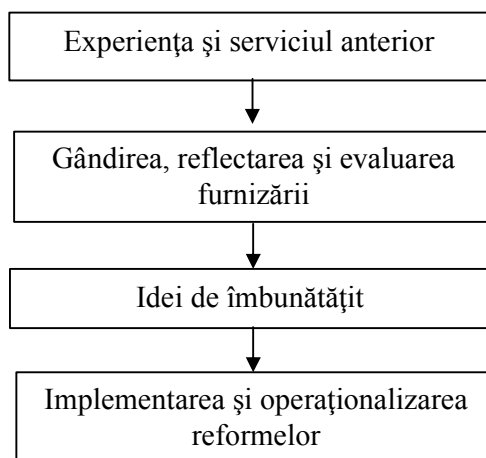 Experienţa şi serviciul anterior
Gândirea, reflectarea şi evaluarea
furnizării
Idei de îmbunătăţit
Implementarea şi operaţionalizarea
reformelor